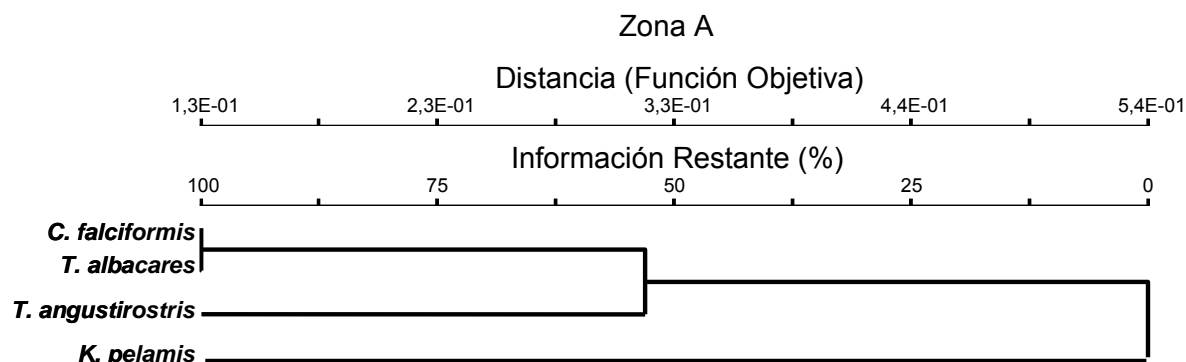 Zona A
Distancia (Función Objetiva)
1,3E-01 2,3E-01 3,3E-01 4,4E-01 5,4E-01
Información Restante (%)
100 75 50 25 0
C. falciformis
T. albacares
T. angustirostris
K. pelamis